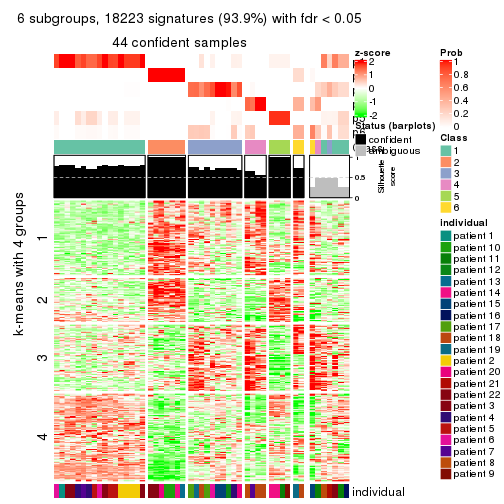 6 subgroups, 18223 signatures (93.9%) with fdr < 0.05
44 confident samples
k-means with 4 groups
1
2
3
4
1
0.5
0
Silhouette
score
individual
z-score
2
1
0
-1
-2
Status (barplots)
confident
ambiguous
Prob
1
0.8
0.6
0.4
0.2
0
Class
1
2
3
4
5
6
individual
patient 1
patient 10
patient 11
patient 12
patient 13
patient 14
patient 15
patient 16
patient 17
patient 18
patient 19
patient 2
patient 20
patient 21
patient 22
patient 3
patient 4
patient 5
patient 6
patient 7
patient 8
patient 9